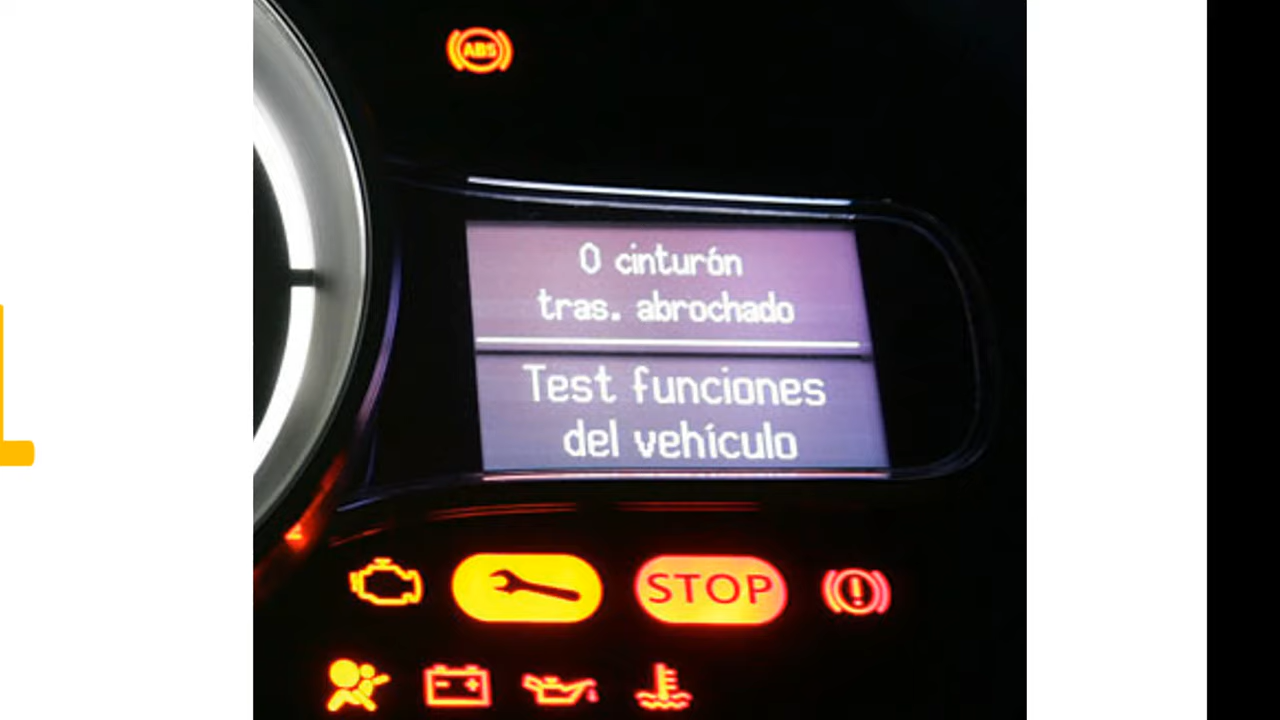 ABS
0 cinturón
tras. abrochado
Test funciones
del vehículo
STOP